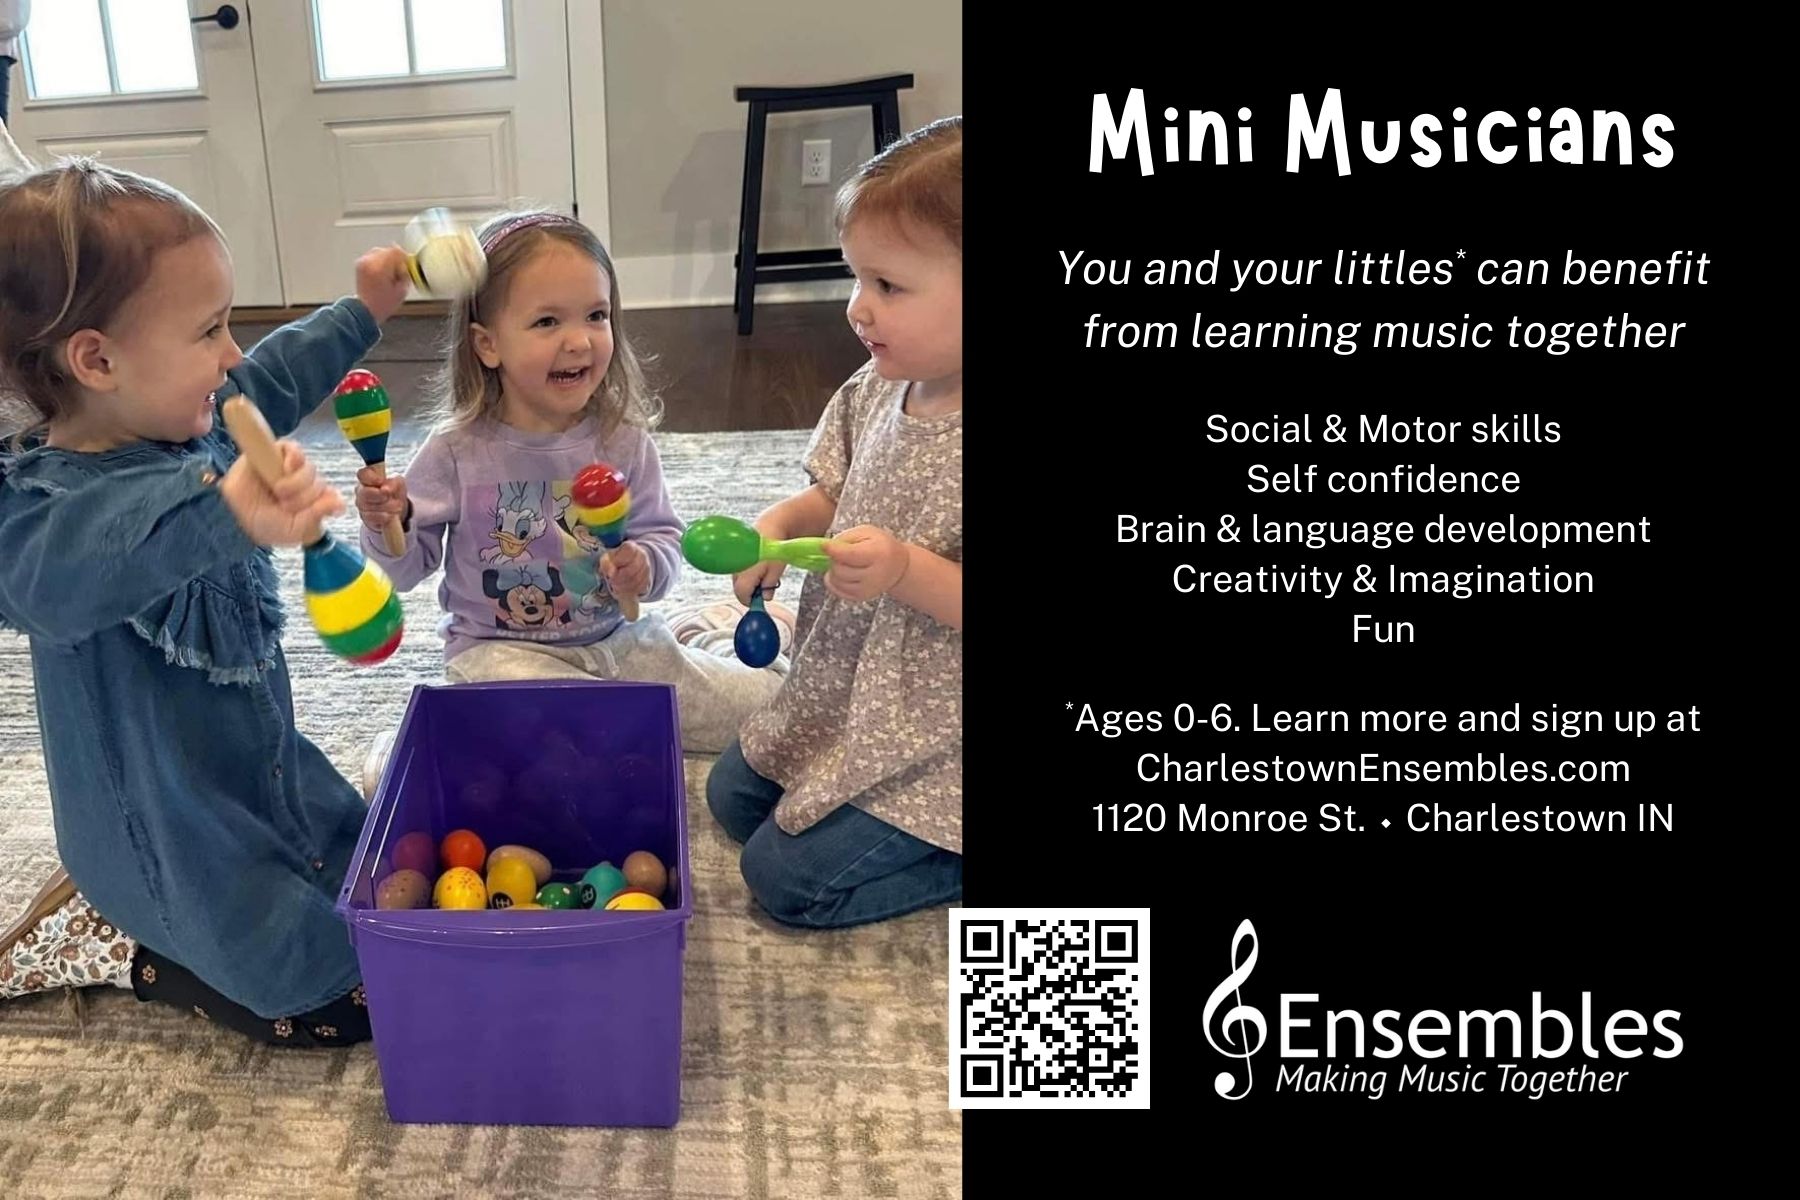 Mini Musicians
You and your littles* can benefit
from learning music together
Social & Motor skills
Self confidence
Brain & language development
Creativity & Imagination
Fun
*Ages 0-6. Learn more and sign up at
CharlestownEnsembles.com
1120 Monroe St. ⬩ Charlestown IN
Ensembles
Making Music Together